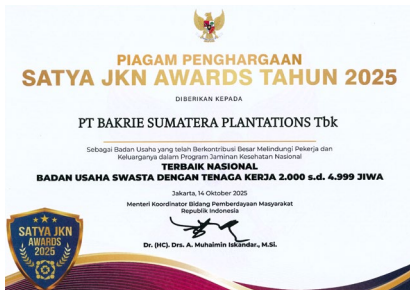 PIAGAM PENGHARGAAN
SATYA JKN AWARDS TAHUN 2025
DIBERIKAN KEPADA
PT BAKRIE SUMATERA PLANTATIONS Tbk
Sebagai Badan Usaha yang telah Berkontribusi Besar Melindungi Pekerja dan
Keluarganya dalam Program Jaminan Kesehatan Nasional
TERBAIK NASIONAL
BADAN USAHA SWASTA DENGAN TENAGA KERJA 2.000 s.d. 4.999 JIWA
Jakarta, 14 Oktober 2025
Menteri Koordinator Bidang Pemberdayaan Masyarakat
Republik Indonesia
Dr. (HC). Drs. A. Muhaimin Iskandar., M.Si.
SATYA JKN
AWARDS
2025